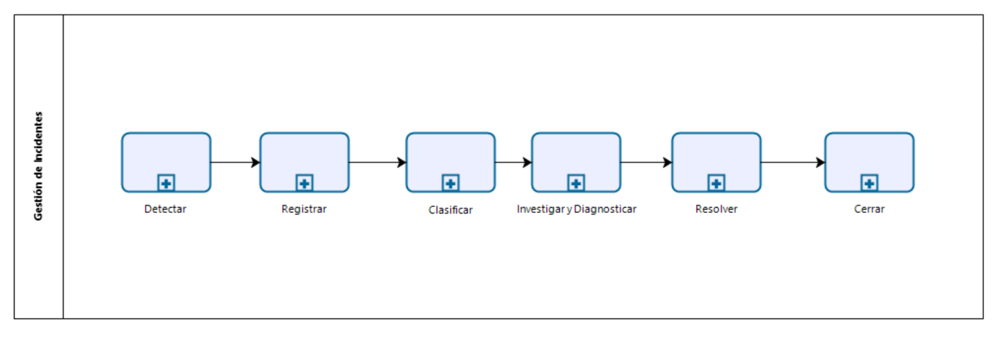 Gestión de Incidentes
Detectar
Registrar
Clasificar
Investigar y Diagnosticar
Resolver
Cerrar